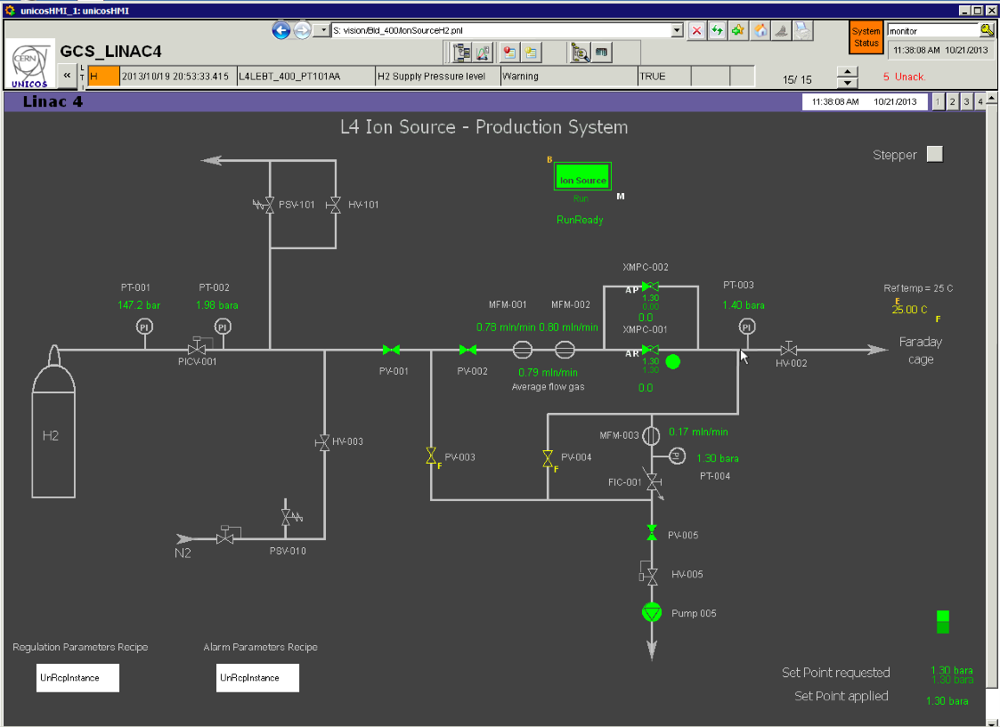 unicosHMI_1: unicosHMI
S: vision/Bld_400/IonSourceH2.pnl
System Status
monitor
11:38:08 AM 10/21/2013
CERN
UNICOS
GCS_LINAC4
«
L
T
I
H
2013/10/19 20:53:33.415
L4LEBT_400_PT101AA
H2 Supply Pressure level
Warning
TRUE
15/ 15
5 Unack.
Linac 4
11:38:08 AM 10/21/2013
1 2 3 4
L4 Ion Source - Production System
Stepper
B
Ion Source
Run
M
RunReady
PSV-101
HV-101
XMPC-002
AP
1.30
0.00
0.0
XMPC-001
AR
1.30
1.30
0.0
PT-001
147.2 bar
PI
PT-002
1.98 bara
PI
PICV-001
MFM-001
MFM-002
0.78 mln/min
0.80 mln/min
0.79 mln/min
Average flow gas
PT-003
1.40 bara
PI
Ref temp = 25 C
E
25.00 C
F
Faraday
cage
HV-002
PV-001
PV-002
H2
HV-003
PV-003
F
PV-004
F
MFM-003
0.17 mln/min
PI
1.30 bara
PT-004
FIC-001
N2
PSV-010
PV-005
HV-005
Pump 005
Regulation Parameters Recipe
UnRcpInstance
Alarm Parameters Recipe
UnRcpInstance
Set Point requested
1.30 bara
1.30 bara
Set Point applied
1.30 bara